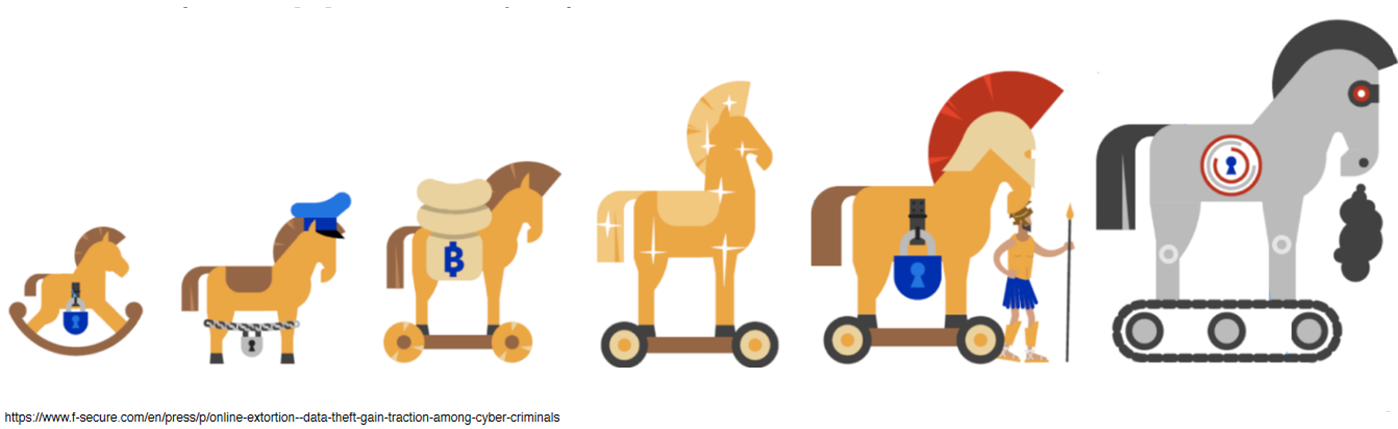 ₿
https://www.f-secure.com/en/press/p/online-extortion--data-theft-gain-traction-among-cyber-criminals